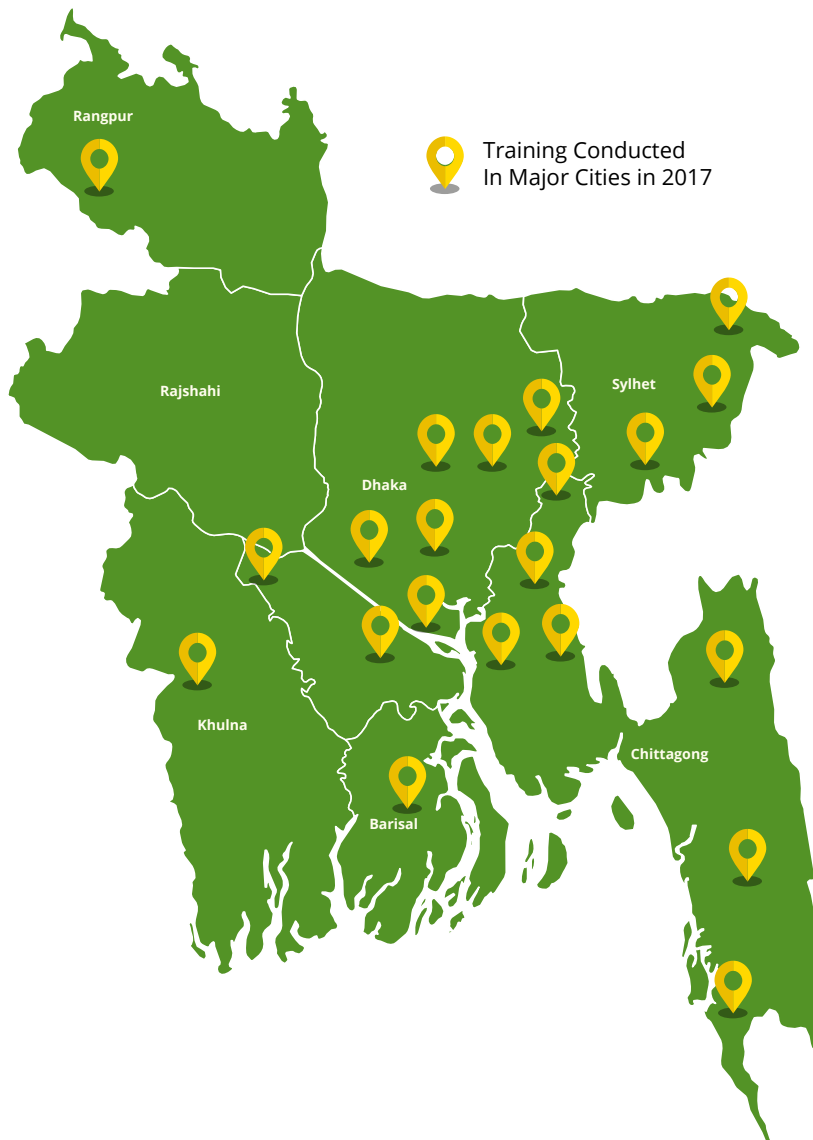 Rangpur
Training Conducted
In Major Cities in 2017
Rajshahi
Sylhet
Dhaka
Khulna
Chittagong
Barisal